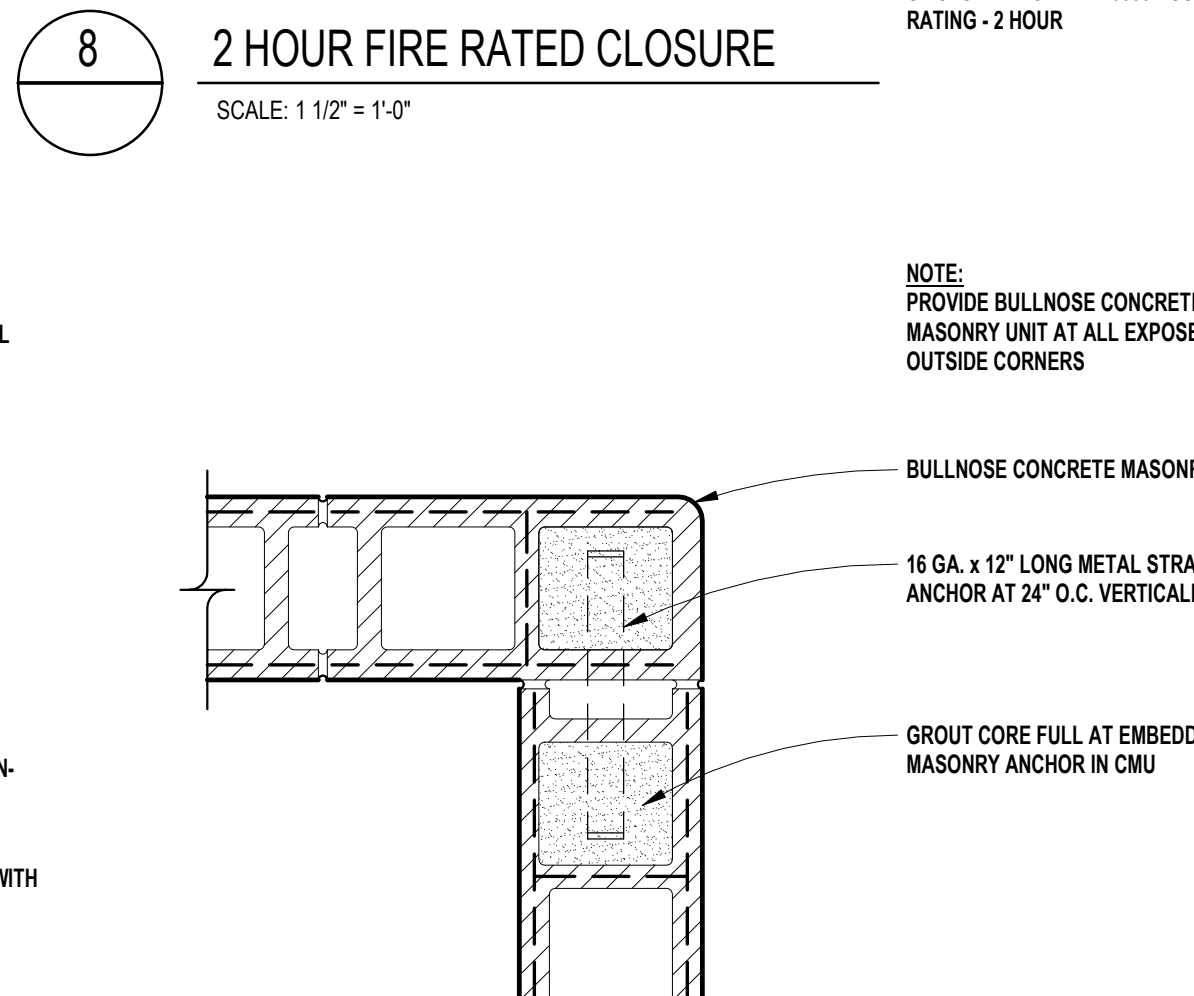 8
2 HOUR FIRE RATED CLOSURE
SCALE: 1 1/2" = 1'-0"
RATING - 2 HOUR
NOTE:
PROVIDE BULLNOSE CONCRETE
MASONRY UNIT AT ALL EXPOSE
OUTSIDE CORNERS
L
BULLNOSE CONCRETE MASONR
16 GA. x 12" LONG METAL STRA
ANCHOR AT 24" O.C. VERTICALL
GROUT CORE FULL AT EMBEDD
MASONRY ANCHOR IN CMU
N-
WITH